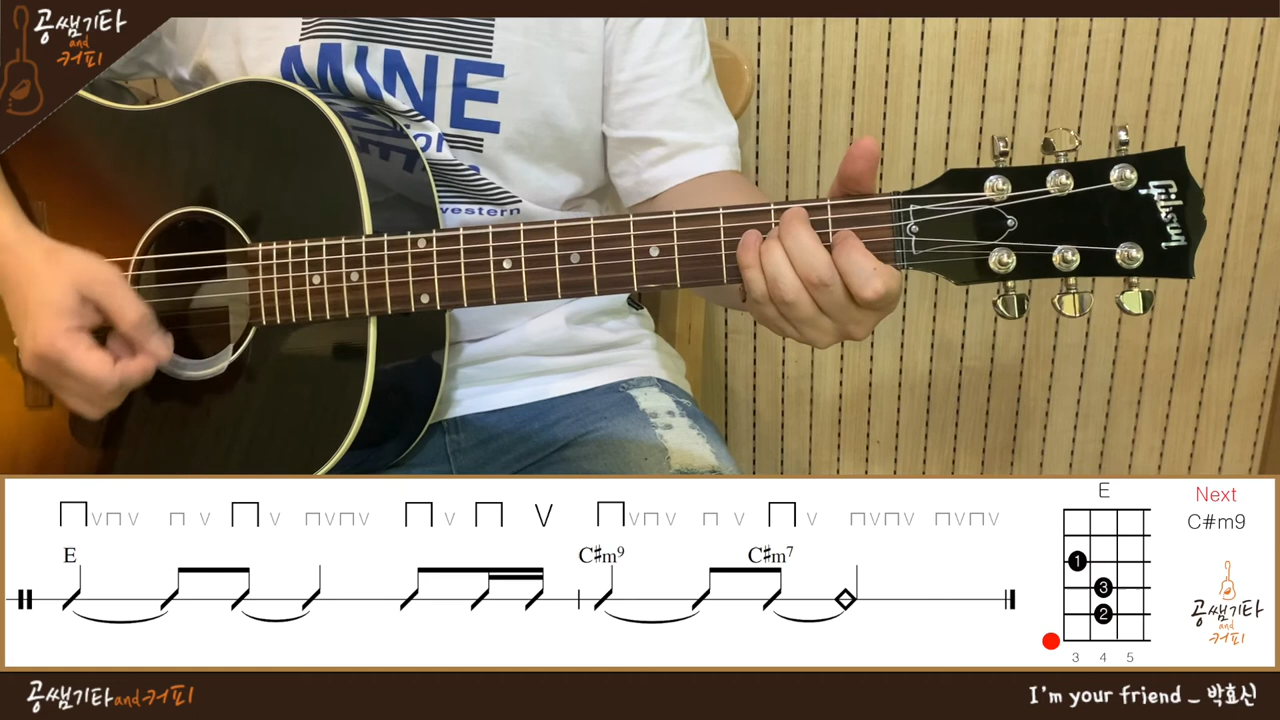 공쌤기타
and
커피
MINE
for
western
Gibson
E
C#m9
C#m7
E
1
3
2
3 4 5
Next
C#m9
공쌤기타
and
커피
공쌤기타and커피
I'm your friend _ 박효신